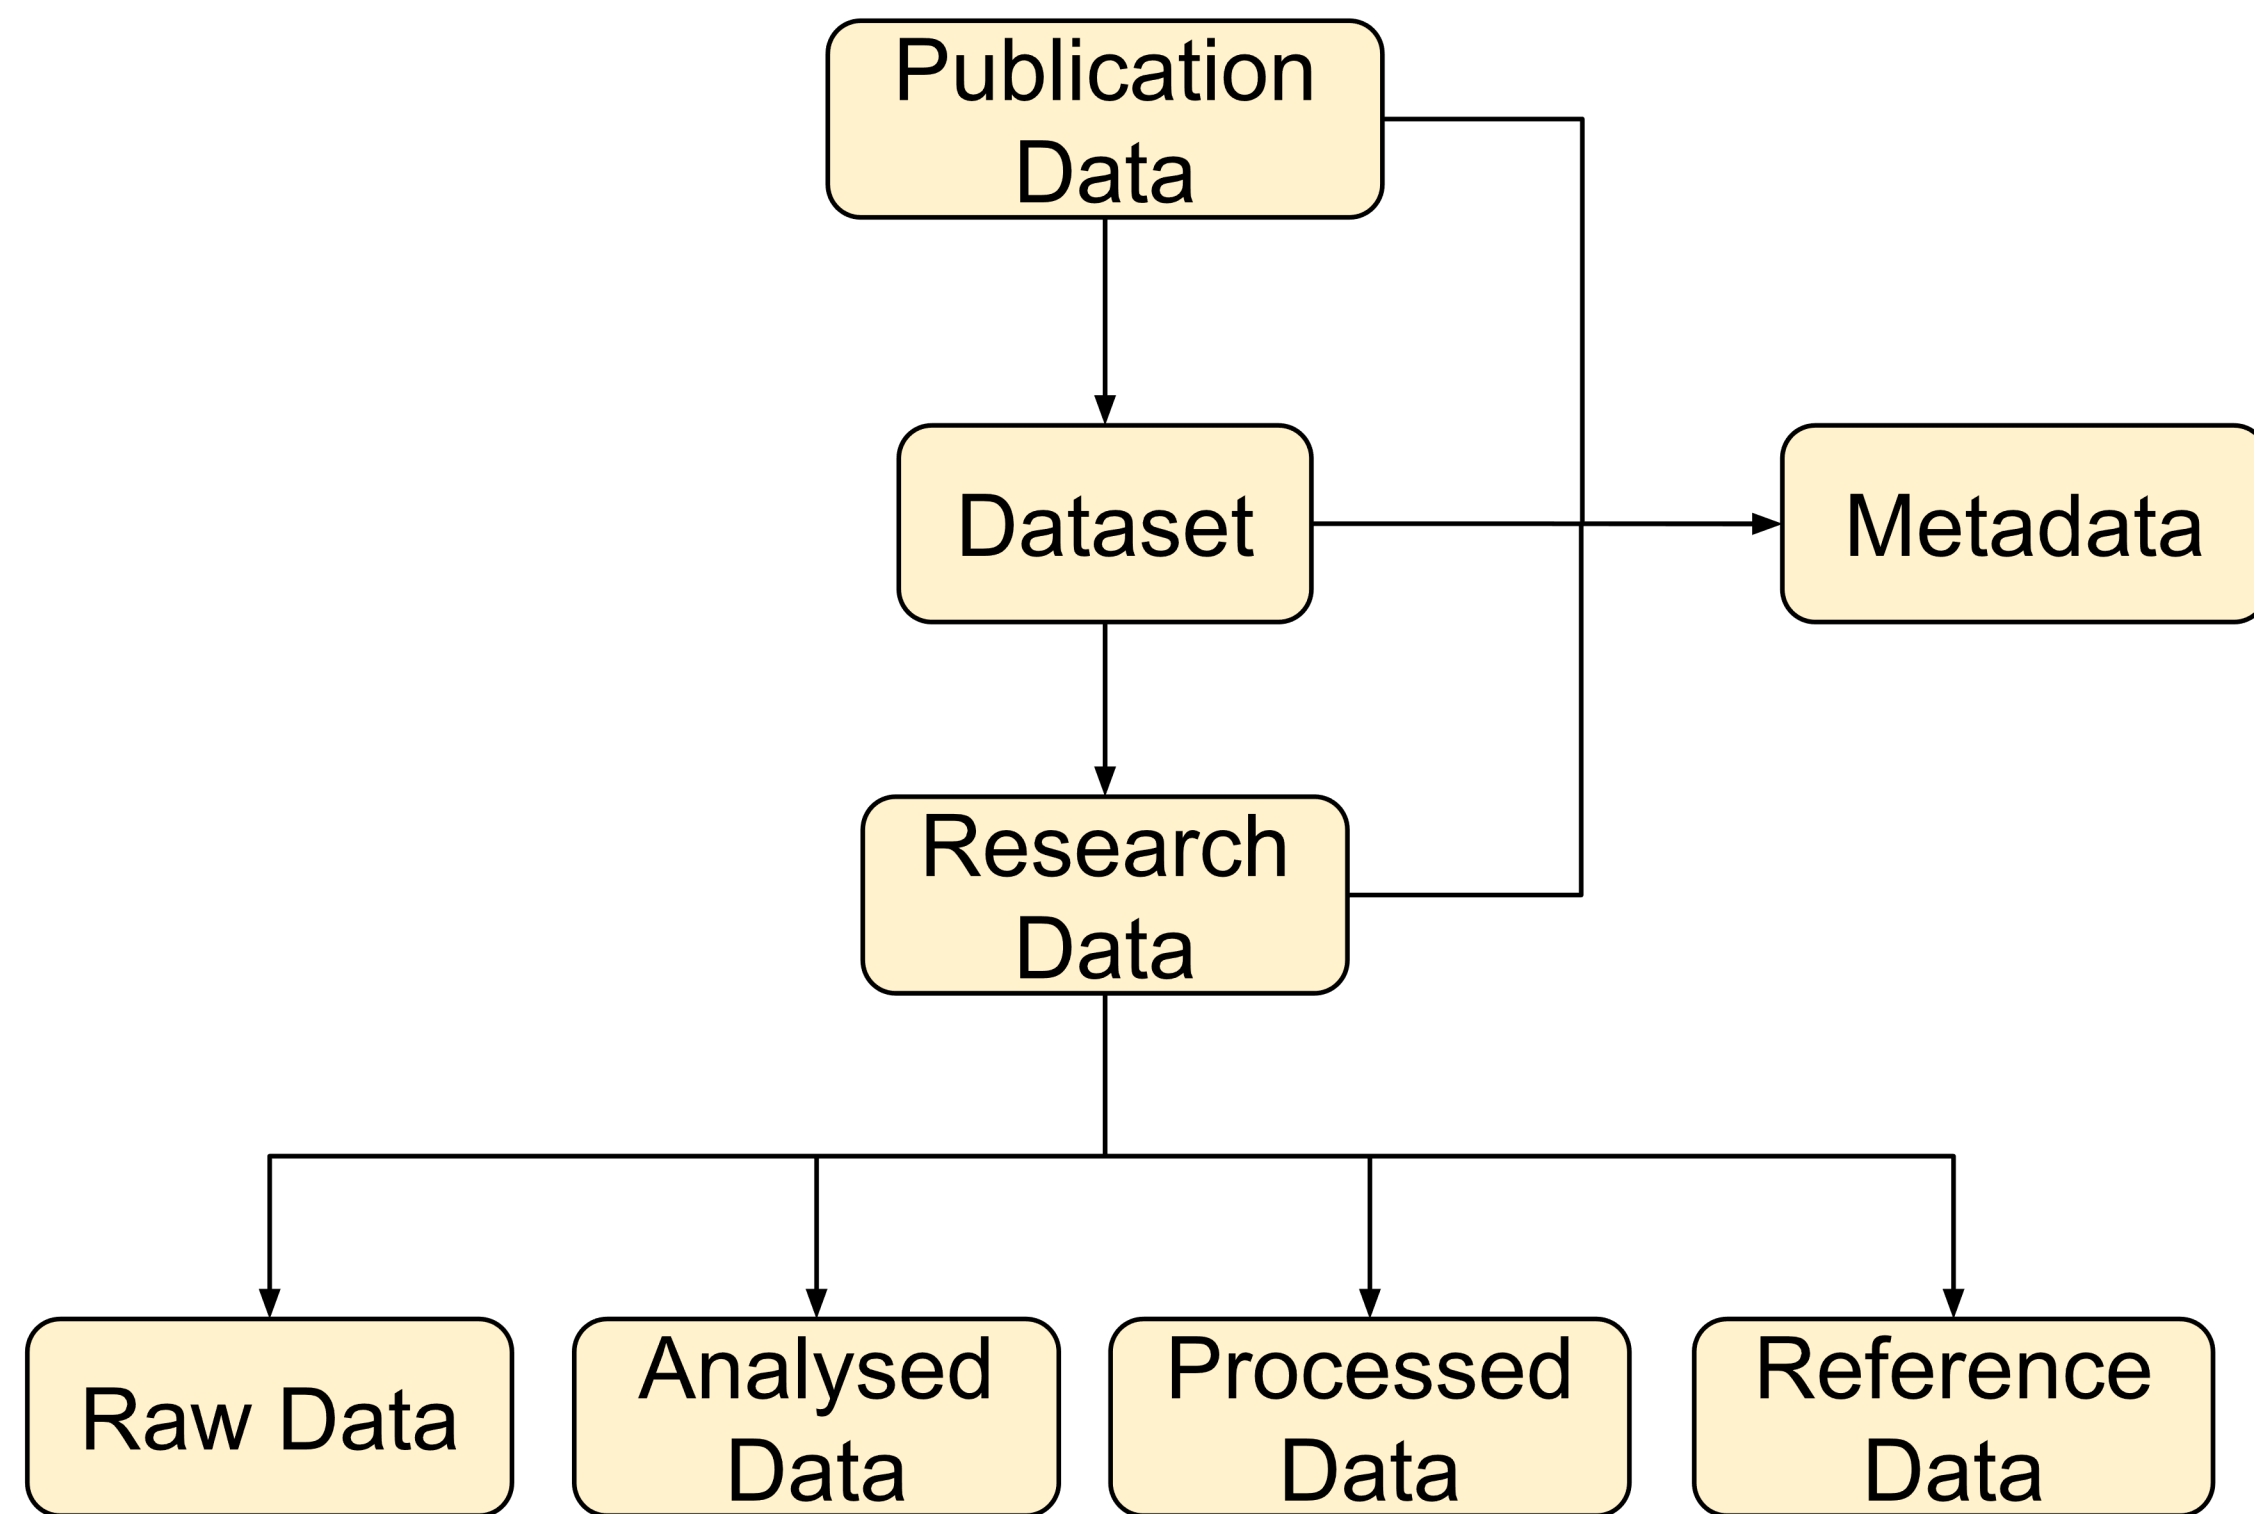 Publication
Data
Dataset
Metadata
Research
Data
Raw Data
Analysed
Data
Processed
Data
Reference
Data